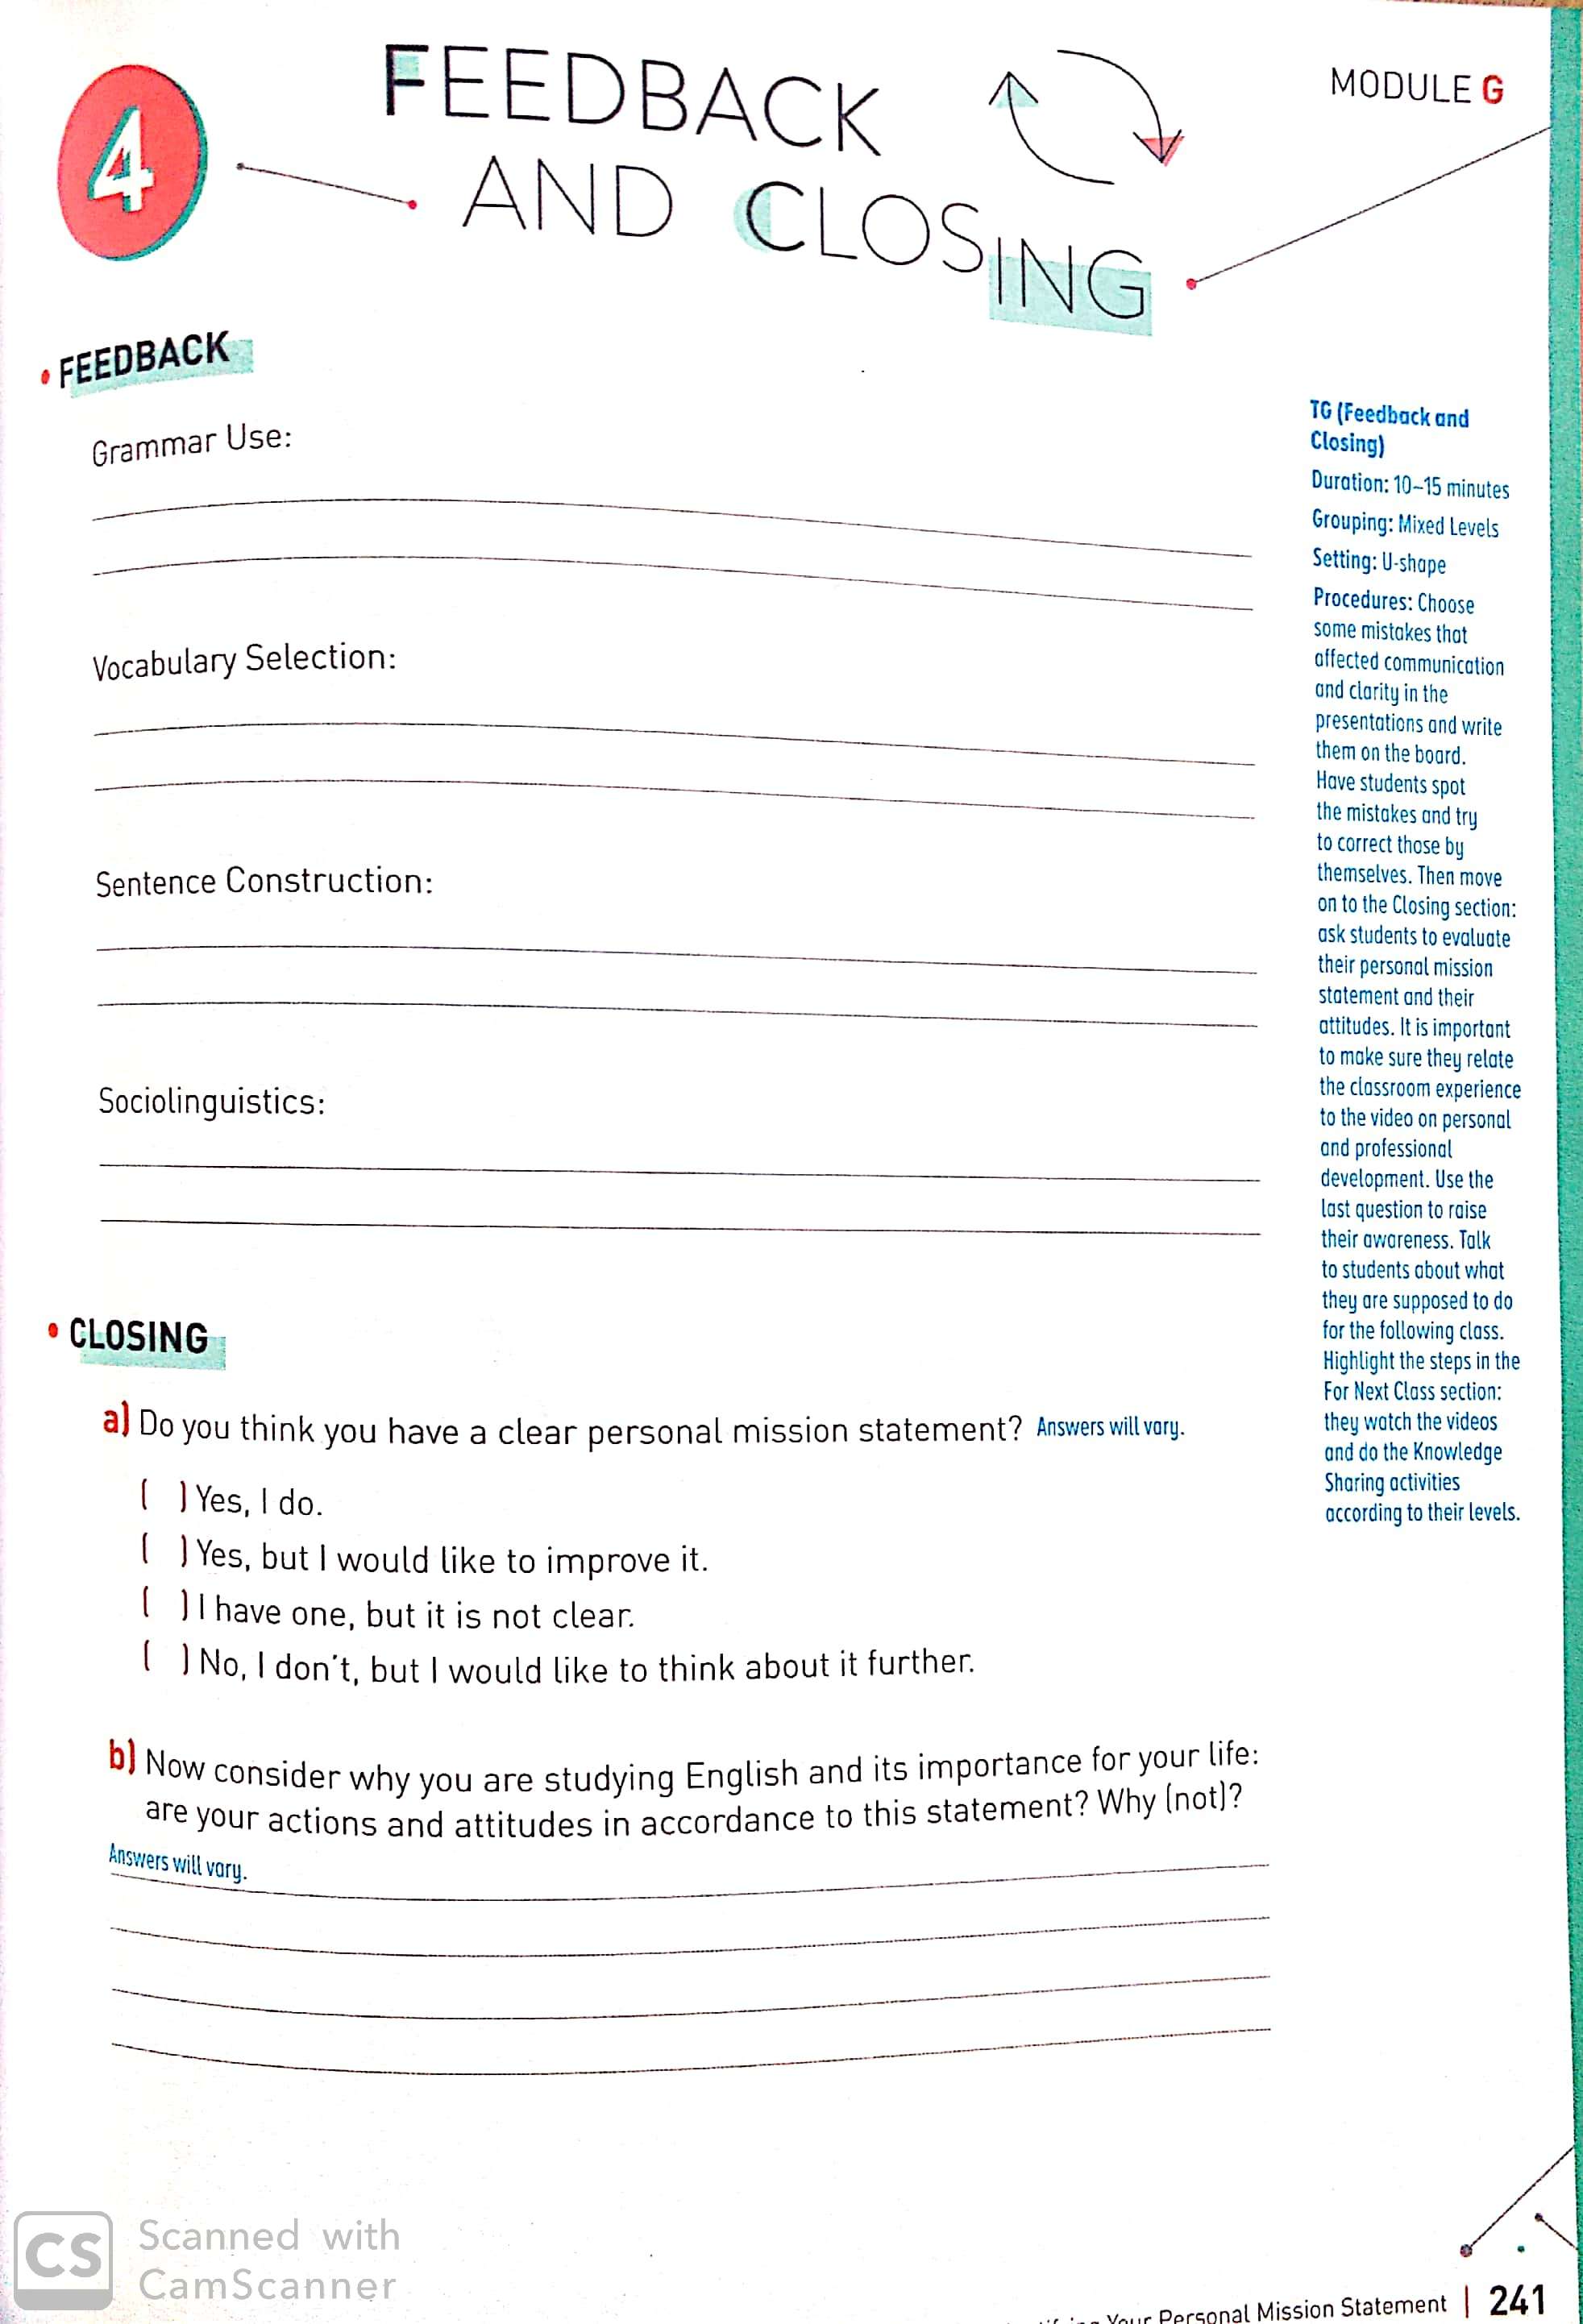 4
FEEDBACK
AND CLOSING
MODULE G
• FEEDBACK
Grammar Use:
Vocabulary Selection:
Sentence Construction:
Sociolinguistics:
• CLOSING
a) Do you think you have a clear personal mission statement? Answers will vary.
( ) Yes, I do.
( ) Yes, but I would like to improve it.
( ) I have one, but it is not clear.
( ) No, I don't, but I would like to think about it further.
b) Now consider why you are studying English and its importance for your life:
are your actions and attitudes in accordance to this statement? Why (not)?
Answers will vary.
TG (Feedback and
Closing)
Duration: 10–15 minutes
Grouping: Mixed Levels
Setting: U-shape
Procedures: Choose
some mistakes that
affected communication
and clarity in the
presentations and write
them on the board.
Have students spot
the mistakes and try
to correct those by
themselves. Then move
on to the Closing section:
ask students to evaluate
their personal mission
statement and their
attitudes. It is important
to make sure they relate
the classroom experience
to the video on personal
and professional
development. Use the
last question to raise
their awareness. Talk
to students about what
they are supposed to do
for the following class.
Highlight the steps in the
For Next Class section:
they watch the videos
and do the Knowledge
Sharing activities
according to their levels.
CS
Scanned with
CamScanner
Your Personal Mission Statement | 241